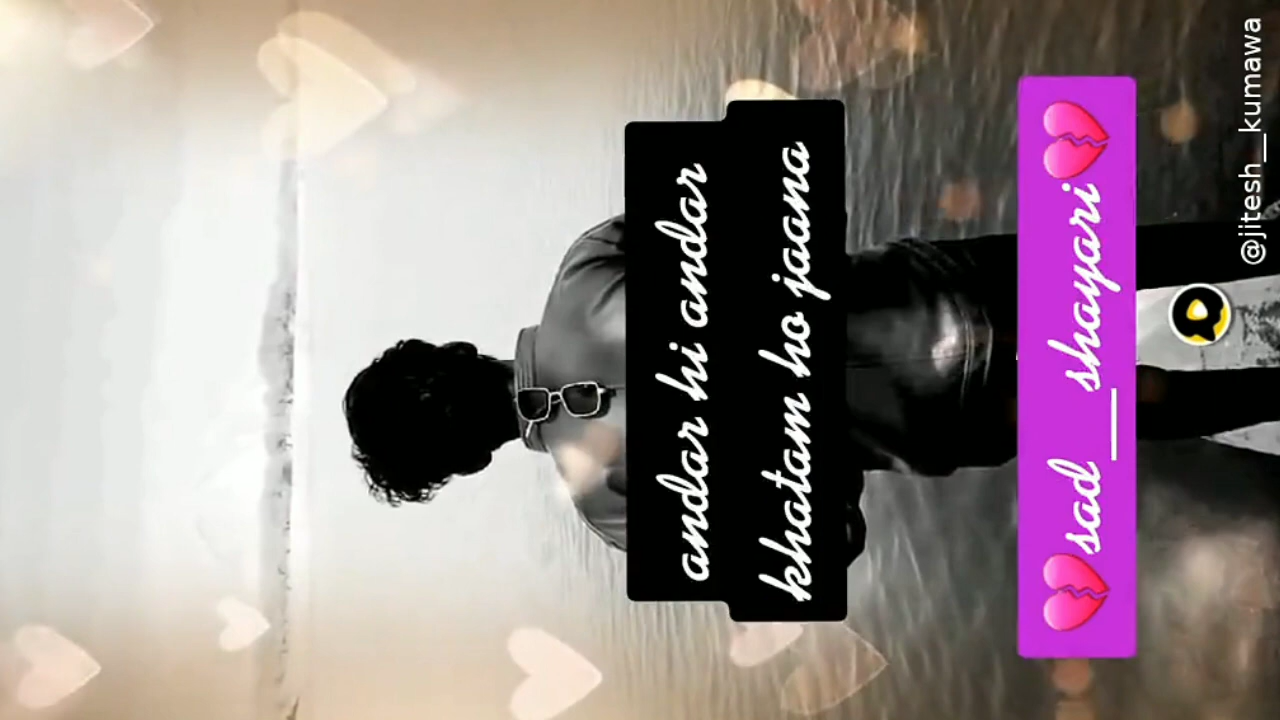 andar hi andar
khatam ho jaana
💔sad__shayari💔
@jitesh__kumawa